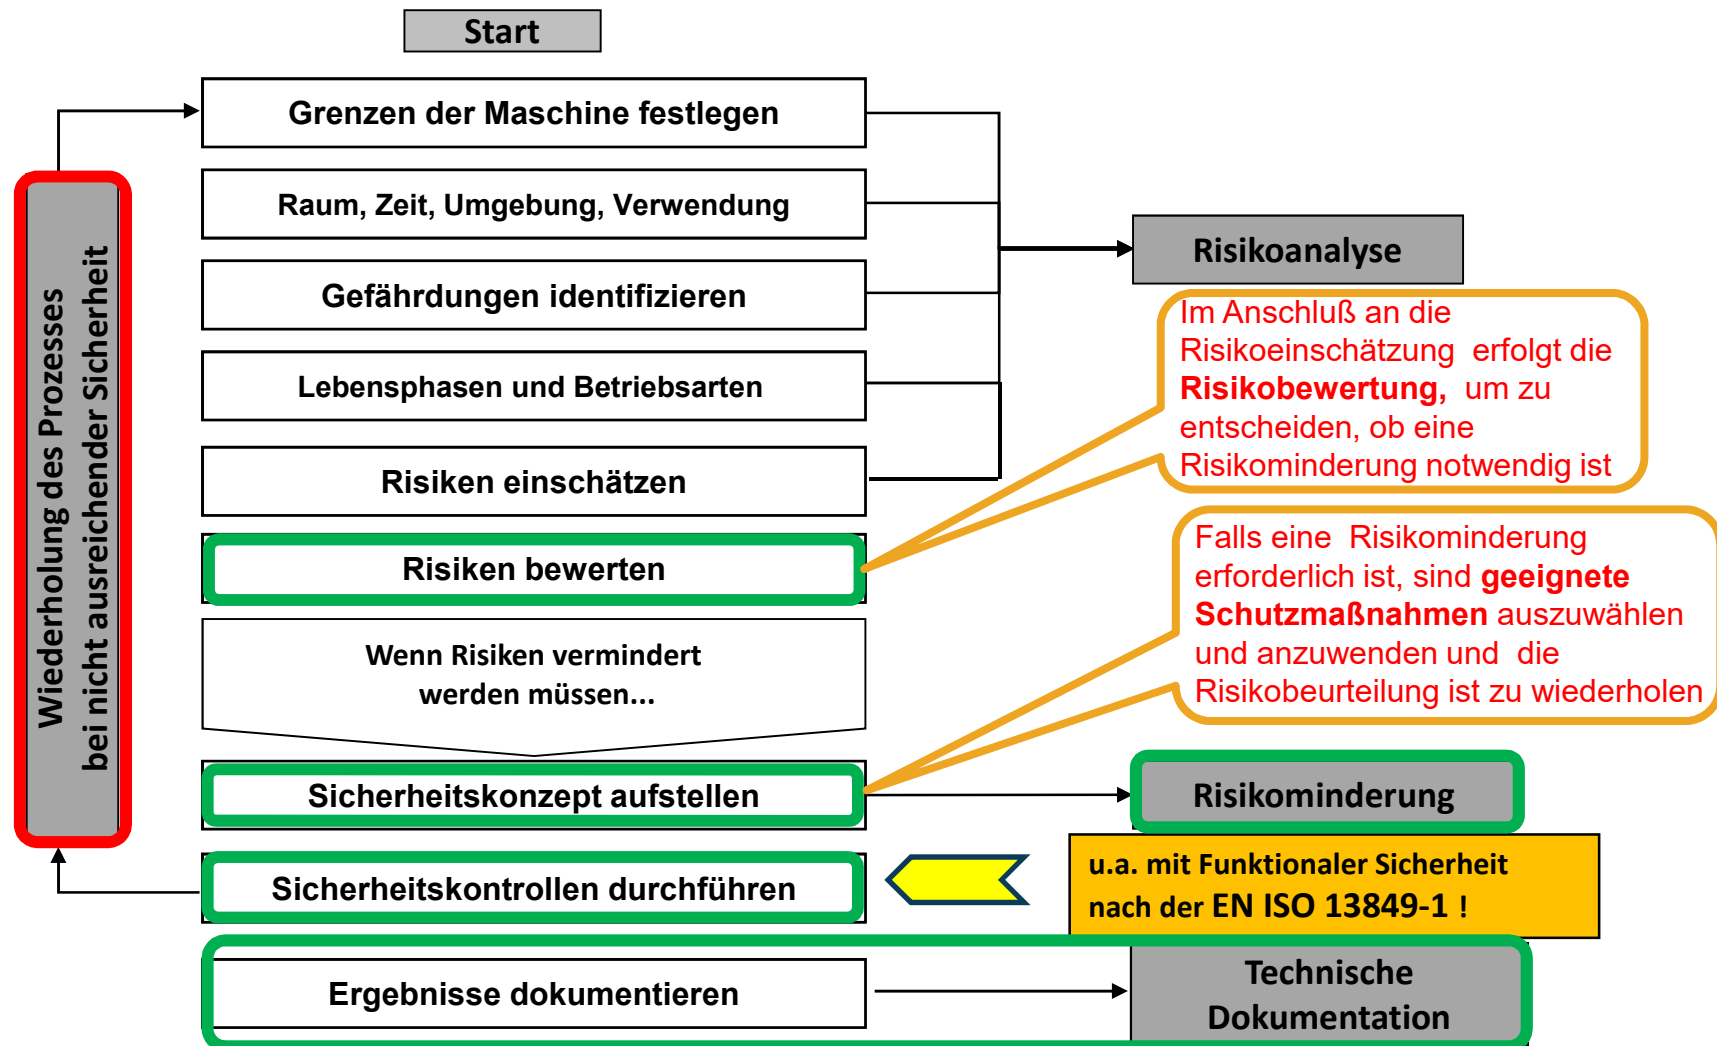 Start
Grenzen der Maschine festlegen
Raum, Zeit, Umgebung, Verwendung
Gefährdungen identifizieren
Lebensphasen und Betriebsarten
Risiken einschätzen
Risiken bewerten
Wenn Risiken vermindert
werden müssen...
Sicherheitskonzept aufstellen
Sicherheitskontrollen durchführen
Ergebnisse dokumentieren
Wiederholung des Prozesses
bei nicht ausreichender Sicherheit
Risikoanalyse
Im Anschluß an die
Risikoeinschätzung erfolgt die
Risikobewertung, um zu
entscheiden, ob eine
Risikominderung notwendig ist
Falls eine Risikominderung
erforderlich ist, sind geeignete
Schutzmaßnahmen auszuwählen
und anzuwenden und die
Risikobeurteilung ist zu wiederholen
Risikominderung
u.a. mit Funktionaler Sicherheit
nach der EN ISO 13849-1 !
Technische
Dokumentation